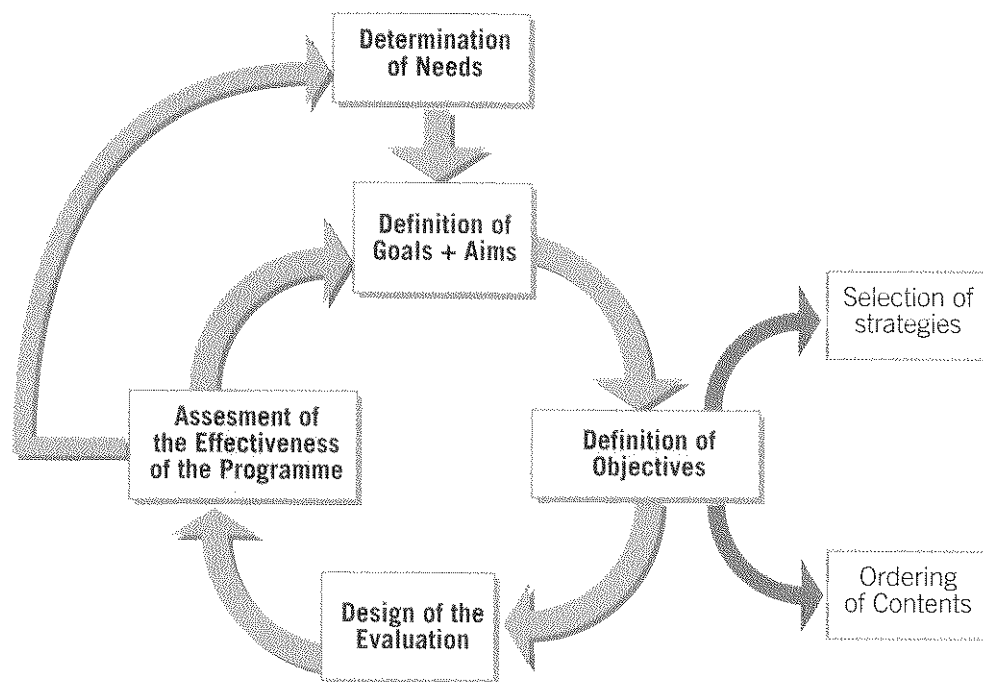 Determination
of Needs
Definition of
Goals + Aims
Selection of
strategies
Assesment of
the Effectiveness
of the Programme
Definition of
Objectives
Design of the
Evaluation
Ordering
of Contents